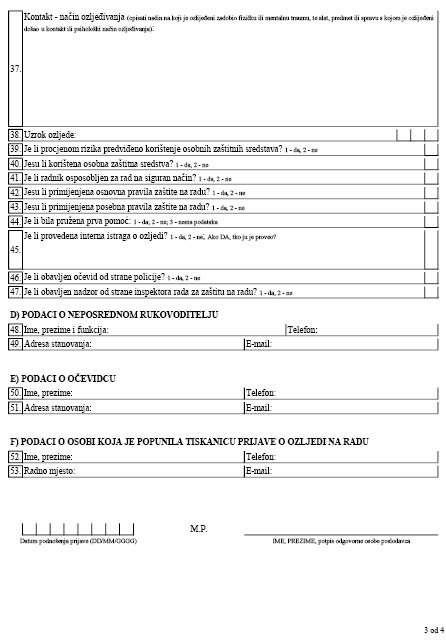 37. Kontakt - način ozljeđivanja (opisati način na koji je ozlijeđeni zadobio fizičku ili mentalnu traumu, te alat, predmet ili spravu s kojom je ozlijeđeni
došao u kontakt ili psihološki način ozljeđivanja):
38. Uzrok ozljede:
39. Je li procjenom rizika predviđeno korištenje osobnih zaštitnih sredstava? 1 - da, 2 - ne
40. Jesu li korištena osobna zaštitna sredstva? 1 - da, 2 - ne
41. Je li radnik osposobljen za rad na siguran način? 1 - da, 2 - ne
42. Jesu li primijenjena osnovna pravila zaštite na radu? 1 - da, 2 - ne
43. Jesu li primijenjena posebna pravila zaštite na radu? 1 - da, 2 - ne
44. Je li bila pružena prva pomoć: 1 - da; 2 - ne; 3 - nema podataka
45. Je li provedena interna istraga o ozljedi? 1 - da, 2 - ne; Ako DA, tko ju je proveo?
46. Je li obavljen očevid od strane policije? 1 - da, 2 - ne
47. Je li obavljen nadzor od strane inspektora rada za zaštitu na radu? 1 - da, 2 - ne
D) PODACI O NEPOSREDNOM RUKOVODITELJU
48. Ime, prezime i funkcija: Telefon:
49. Adresa stanovanja: E-mail:
E) PODACI O OČEVIDCU
50. Ime, prezime: Telefon:
51. Adresa stanovanja: E-mail:
F) PODACI O OSOBI KOJA JE POPUNILA TISKANICU PRIJAVE O OZLJEDI NA RADU
52. Ime, prezime: Telefon:
53. Radno mjesto: E-mail:
M.P.
Datum podnošenja prijave (DD/MM/GGGG) IME, PREZIME, potpis odgovorne osobe poslodavca
3 od 4